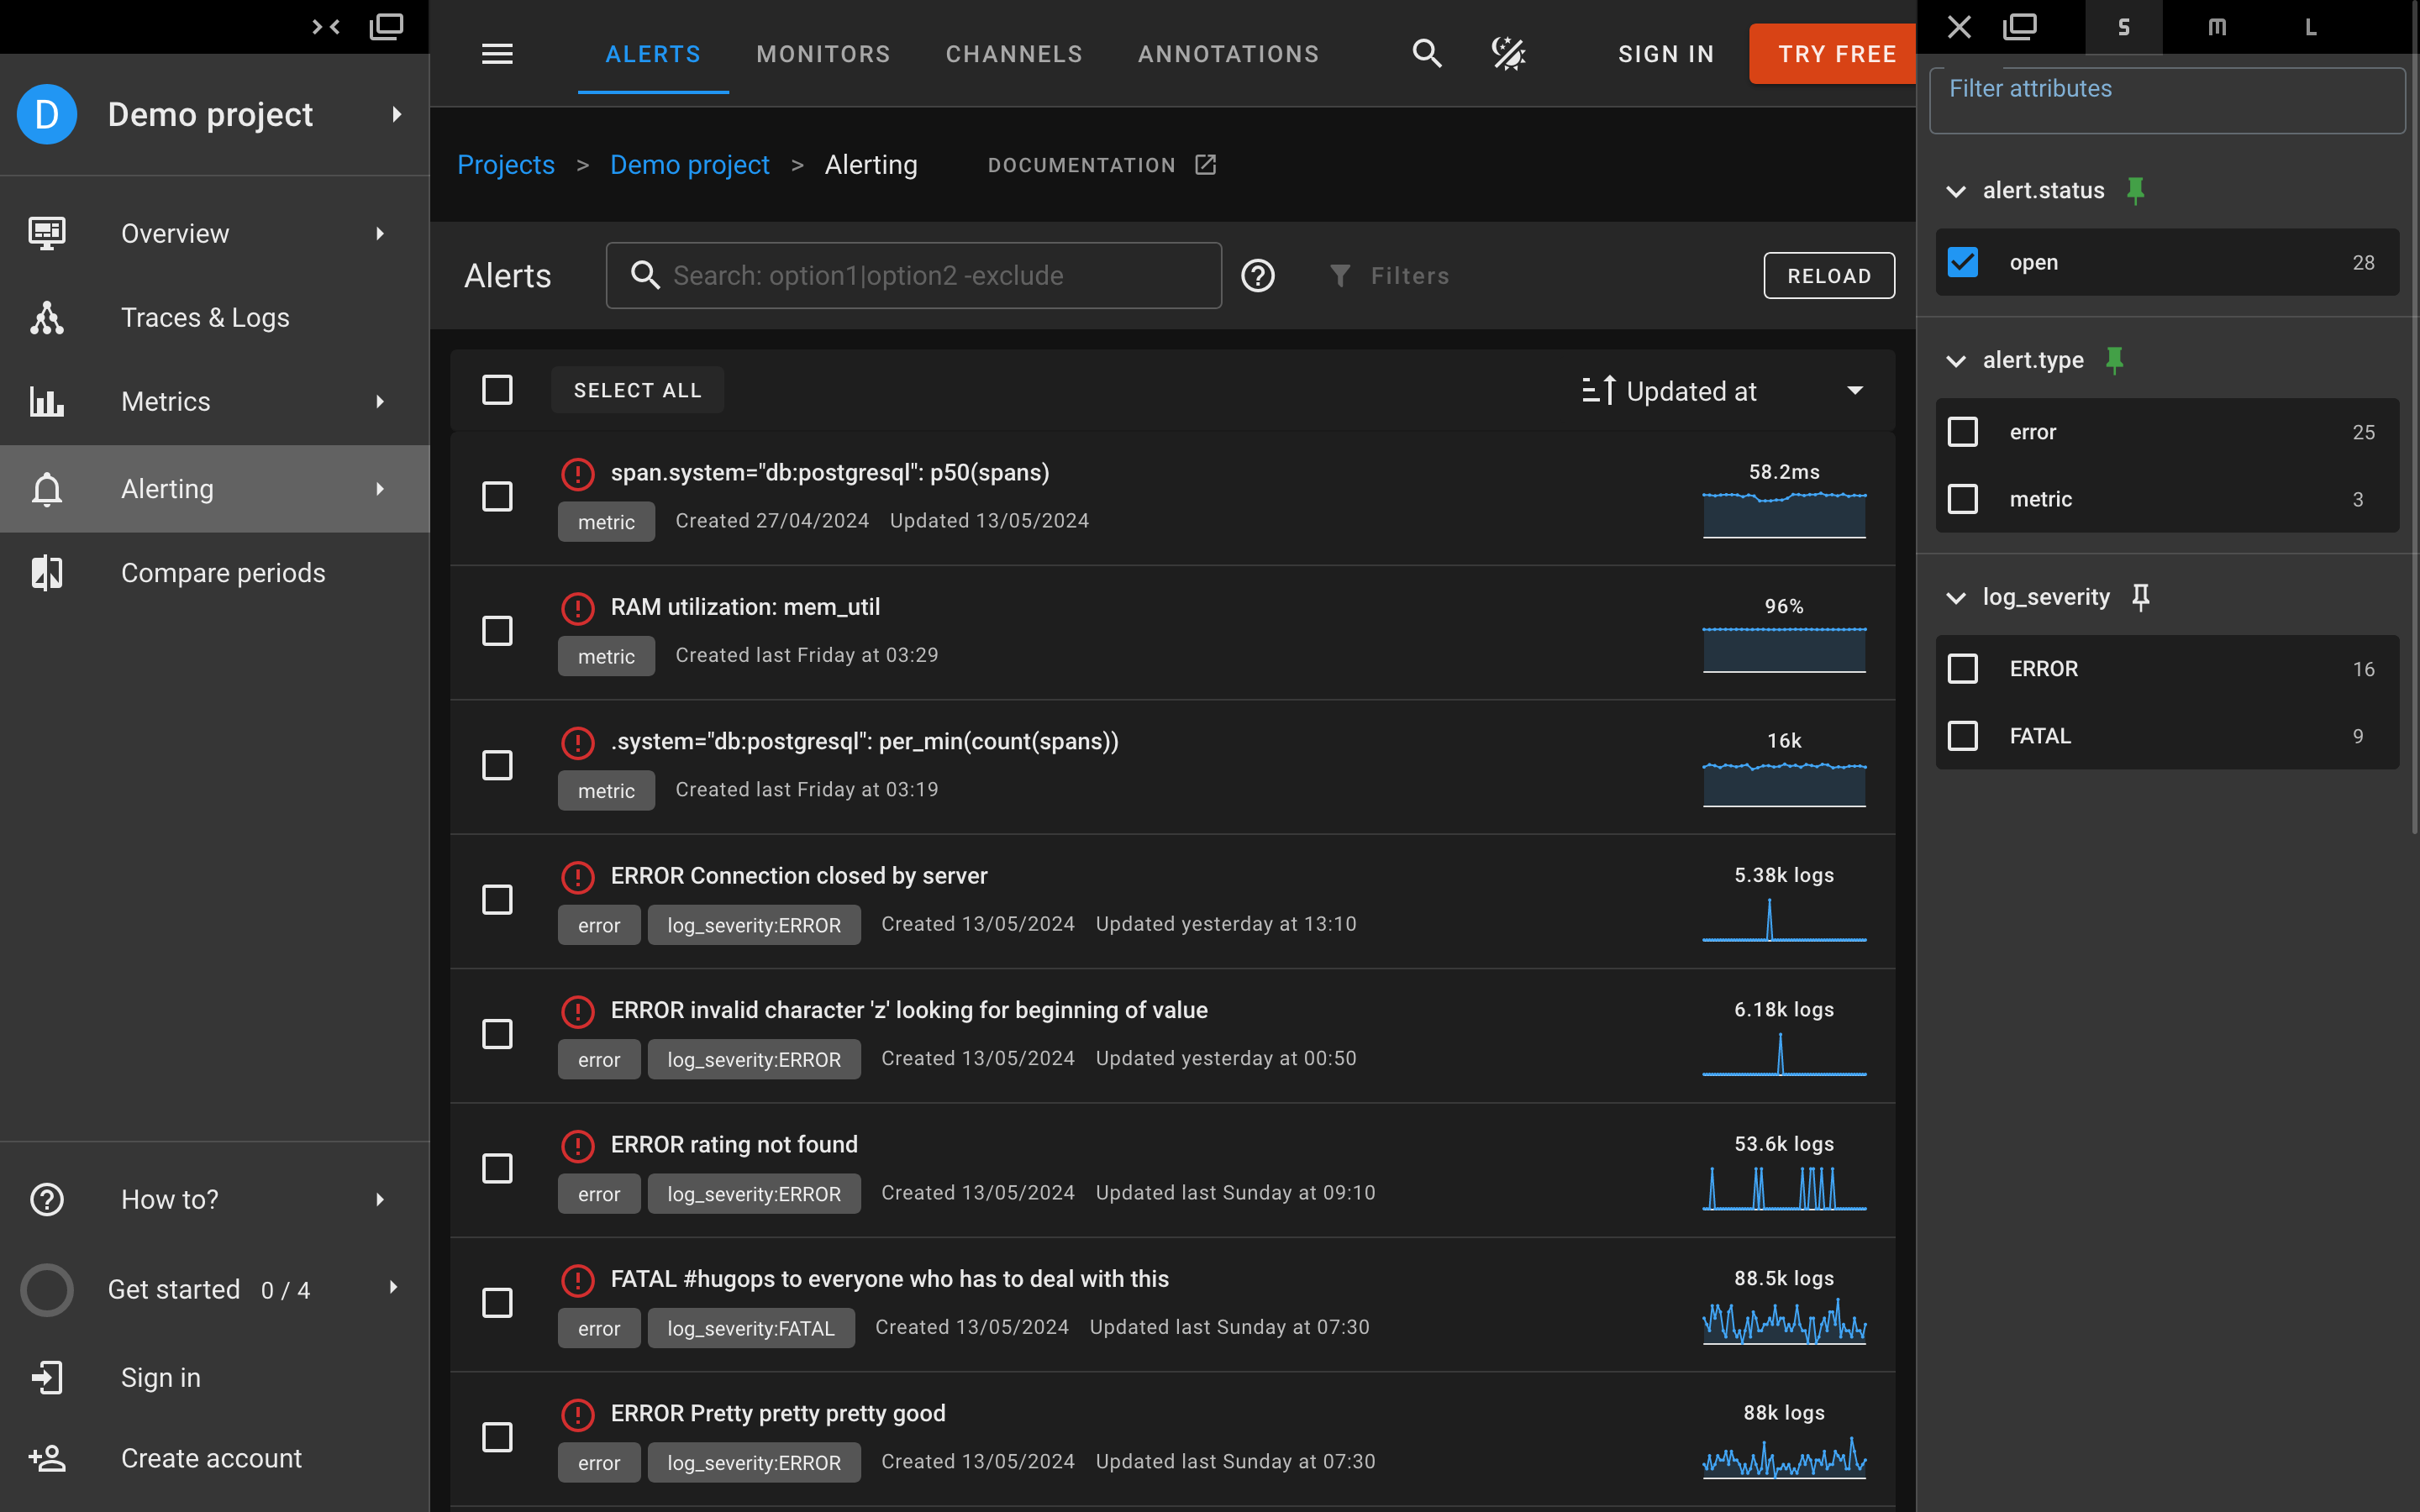 D Demo project
Overview
Traces & Logs
Metrics
Alerting
Compare periods
How to?
Get started 0 / 4
Sign in
Create account
ALERTS MONITORS CHANNELS ANNOTATIONS SIGN IN TRY FREE
Projects > Demo project > Alerting DOCUMENTATION
Alerts Search: option1|option2 -exclude Filters RELOAD
SELECT ALL Updated at
span.system="db:postgresql": p50(spans) 58.2ms
metric Created 27/04/2024 Updated 13/05/2024
RAM utilization: mem_util 96%
metric Created last Friday at 03:29
.system="db:postgresql": per_min(count(spans)) 16k
metric Created last Friday at 03:19
ERROR Connection closed by server 5.38k logs
error log_severity:ERROR Created 13/05/2024 Updated yesterday at 13:10
ERROR invalid character 'z' looking for beginning of value 6.18k logs
error log_severity:ERROR Created 13/05/2024 Updated yesterday at 00:50
ERROR rating not found 53.6k logs
error log_severity:ERROR Created 13/05/2024 Updated last Sunday at 09:10
FATAL #hugops to everyone who has to deal with this 88.5k logs
error log_severity:FATAL Created 13/05/2024 Updated last Sunday at 07:30
ERROR Pretty pretty pretty good 88k logs
error log_severity:ERROR Created 13/05/2024 Updated last Sunday at 07:30
S M L
Filter attributes
alert.status
open 28
alert.type
error 25
metric 3
log_severity
ERROR 16
FATAL 9